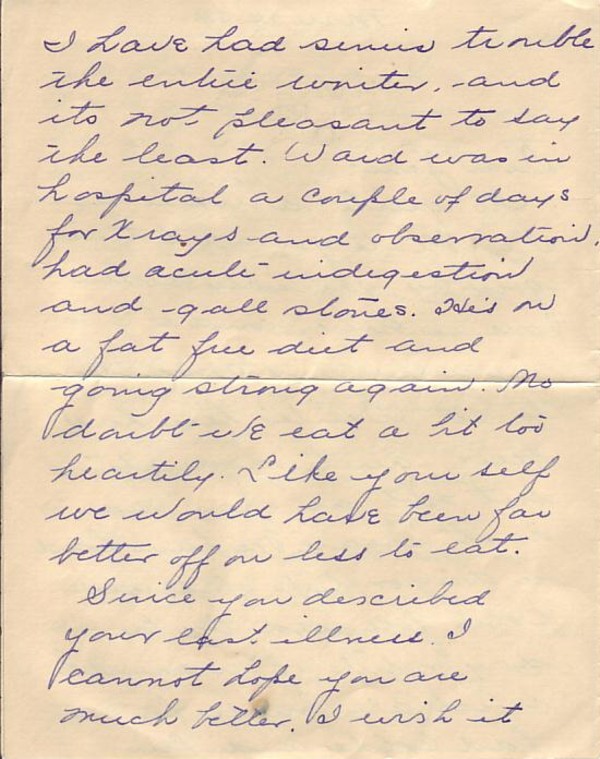 I have had sinus trouble
the entire winter, and
its not pleasant to say
the least. Ward was in
hospital a couple of days
for Xrays and observation,
had acute indigestion
and gall stones. He's on
a fat free diet and
going strong again. No
doubt we eat a bit too
heartily. Like your self
we would have been far
better off on less to eat.
Since you described
your last illness. I
cannot hope you are
much better. I wish it